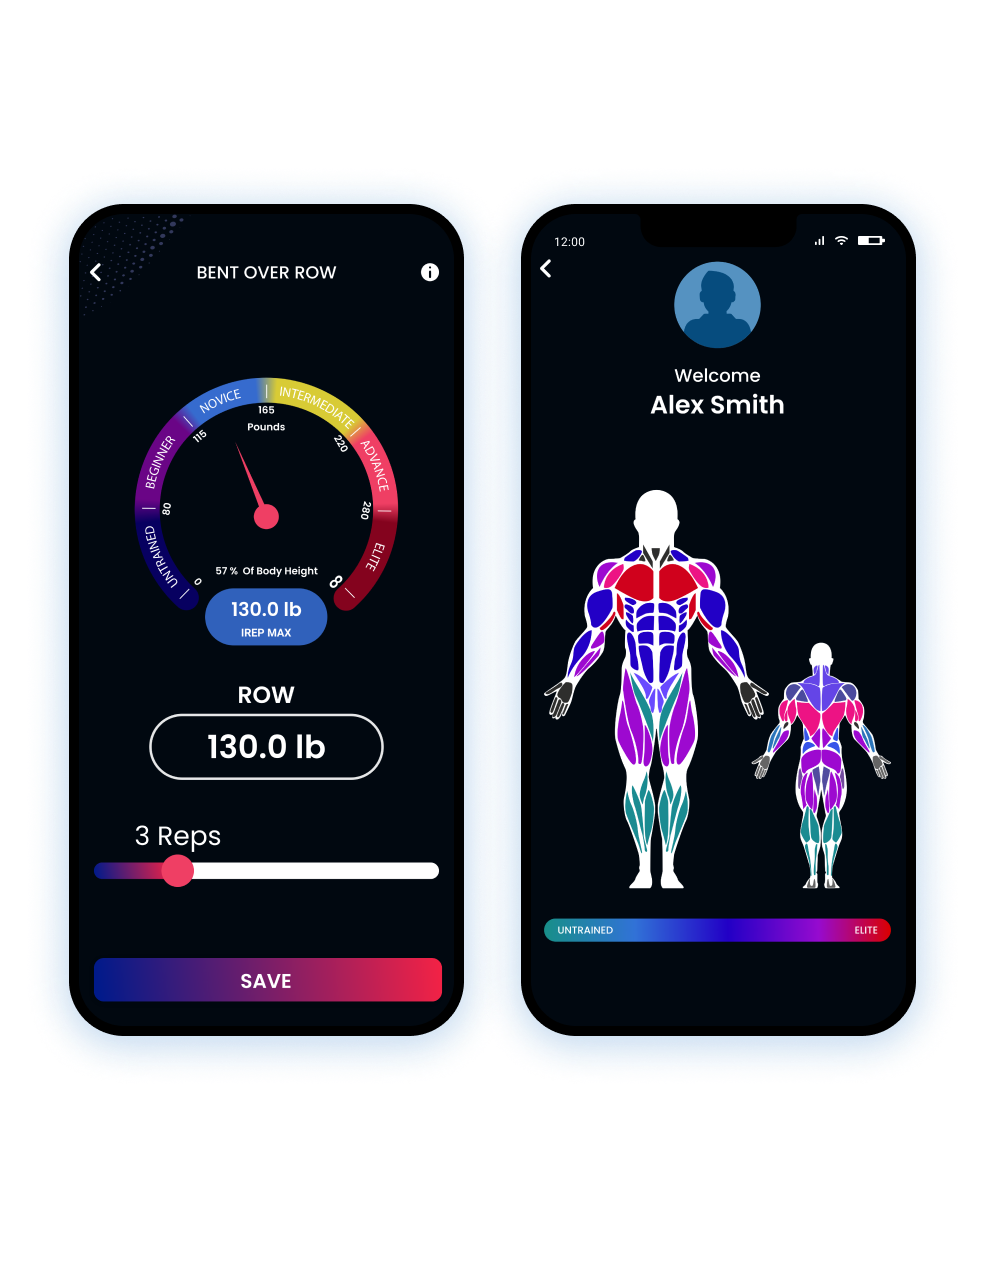 BENT OVER ROW
UNTRAINED
BEGINNER
NOVICE
INTERMEDIATE
ADVANCE
ELITE
0
80
115
165
220
280
8
Pounds
57 % Of Body Height
130.0 lb
IREP MAX
ROW
130.0 lb
3 Reps
SAVE
12:00
Welcome
Alex Smith
UNTRAINED
ELITE